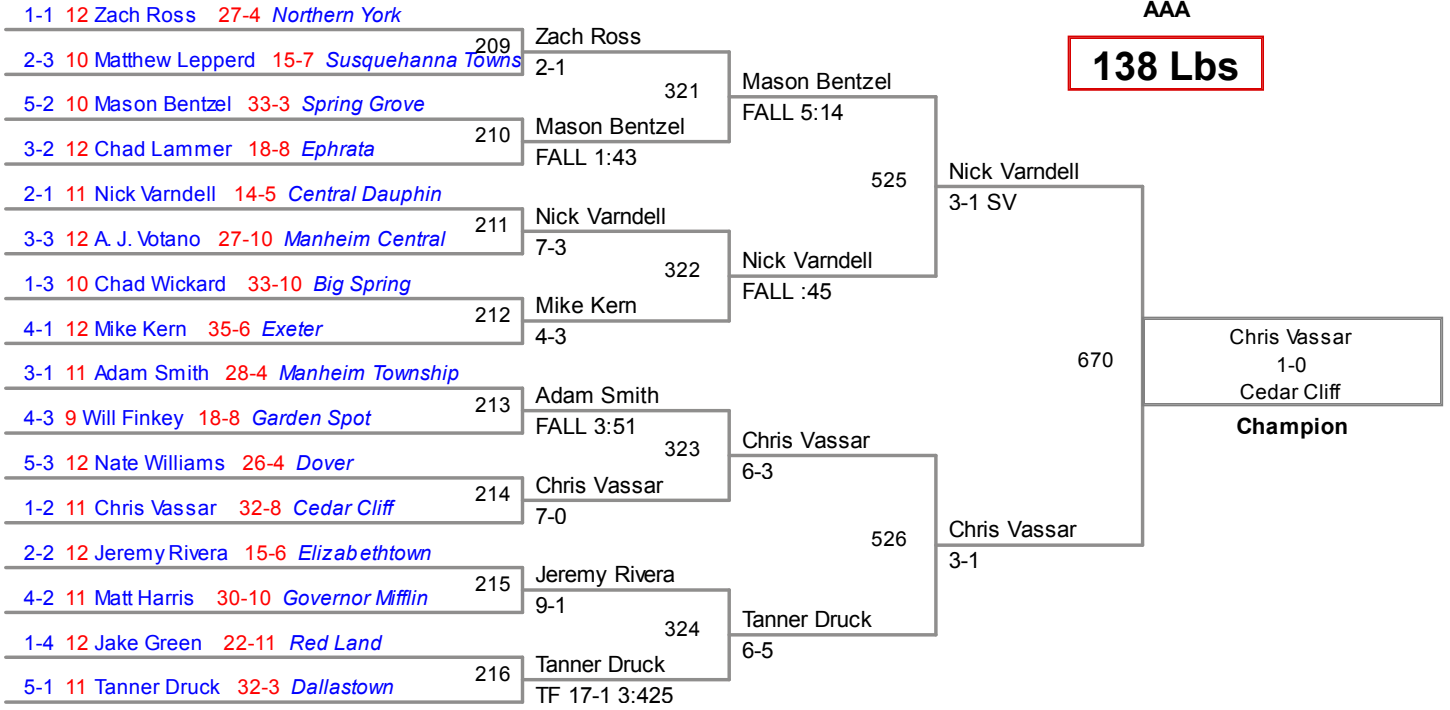 AAA
138 Lbs
1-1 12 Zach Ross 27-4 Northern York
2-3 10 Matthew Lepperd 15-7 Susquehanna Towns
5-2 10 Mason Bentzel 33-3 Spring Grove
3-2 12 Chad Lammer 18-8 Ephrata
2-1 11 Nick Varndell 14-5 Central Dauphin
3-3 12 A. J. Votano 27-10 Manheim Central
1-3 10 Chad Wickard 33-10 Big Spring
4-1 12 Mike Kern 35-6 Exeter
3-1 11 Adam Smith 28-4 Manheim Township
4-3 9 Will Finkey 18-8 Garden Spot
5-3 12 Nate Williams 26-4 Dover
1-2 11 Chris Vassar 32-8 Cedar Cliff
2-2 12 Jeremy Rivera 15-6 Elizabethtown
4-2 11 Matt Harris 30-10 Governor Mifflin
1-4 12 Jake Green 22-11 Red Land
5-1 11 Tanner Druck 32-3 Dallastown
209
Zach Ross
2-1
210
Mason Bentzel
FALL 1:43
211
Nick Varndell
7-3
212
Mike Kern
4-3
213
Adam Smith
FALL 3:51
214
Chris Vassar
7-0
215
Jeremy Rivera
9-1
216
Tanner Druck
TF 17-1 3:425
321
Mason Bentzel
FALL 5:14
322
Nick Varndell
FALL :45
323
Chris Vassar
6-3
324
Tanner Druck
6-5
525
Nick Varndell
3-1 SV
526
Chris Vassar
3-1
670
Chris Vassar
1-0
Cedar Cliff
Champion